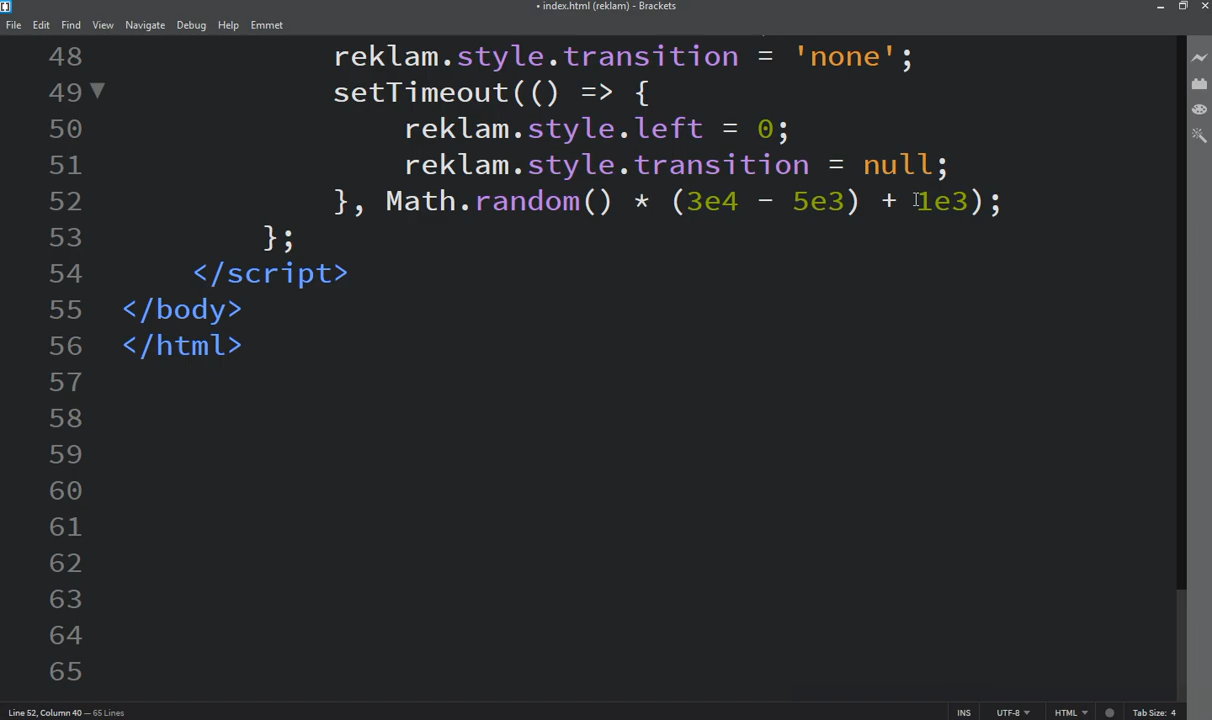 • index.html (reklam) - Brackets
File Edit Find View Navigate Debug Help Emmet
48 reklam.style.transition = 'none';
49 setTimeout(() => {
50 reklam.style.left = 0;
51 reklam.style.transition = null;
52 }, Math.random() * (3e4 - 5e3) + 1e3);
53 };
54 </script>
55 </body>
56 </html>
57
58
59
60
61
62
63
64
65
Line 52, Column 40 — 65 Lines INS UTF-8 HTML Tab Size: 4